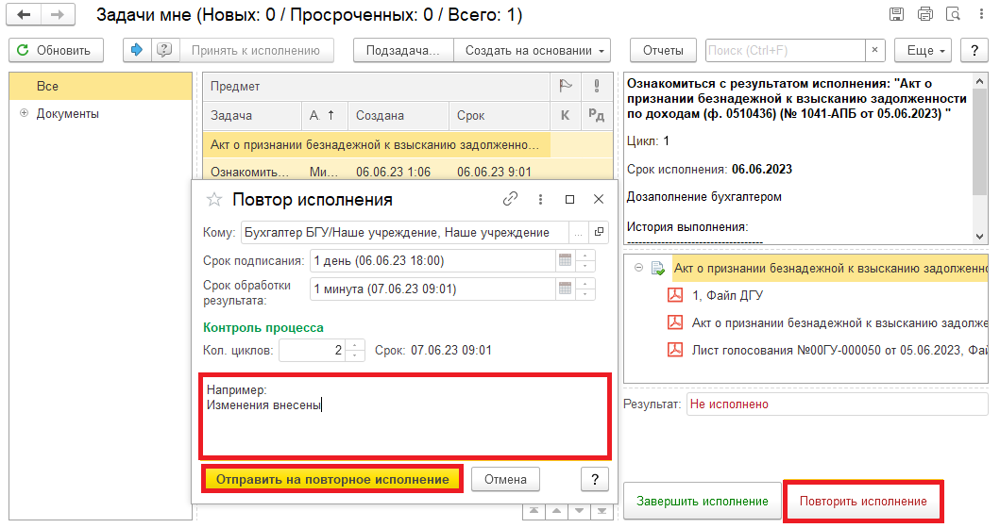 Задачи мне (Новых: 0 / Просроченных: 0 / Всего: 1)
Обновить
Принять к исполнению
Подзадача...
Создать на основании
Отчеты
Поиск (Ctrl+F)
×
Еще
?
Все
Документы
Предмет
Задача
А.
↑
Создана
Срок
К
Рд
Акт о признании безнадежной к взысканию задолженно...
Ознакомить...
Ми...
06.06.23 1:06
06.06.23 9:01
Повтор исполнения
Кому:
Бухгалтер БГУ/Наше учреждение, Наше учреждение
...
Срок подписания:
1 день (06.06.23 18:00)
Срок обработки
результата:
1 минута (07.06.23 09:01)
Контроль процесса
Кол. циклов:
2
Срок: 07.06.23 09:01
Например:
Изменения внесены
Отправить на повторное исполнение
Отмена
?
Ознакомиться с результатом исполнения: "Акт о
признании безнадежной к взысканию задолженности
по доходам (ф. 0510436) (№ 1041-АПБ от 05.06.2023) "
Цикл: 1
Срок исполнения: 06.06.2023
Дозаполнение бухгалтером
История выполнения:
------------------------------------
Акт о признании безнадежной к взысканию задолженно
1, Файл ДГУ
Акт о признании безнадежной к взысканию задолже
Лист голосования №00ГУ-000050 от 05.06.2023, Фай
Результат:
Не исполнено
Завершить исполнение
Повторить исполнение